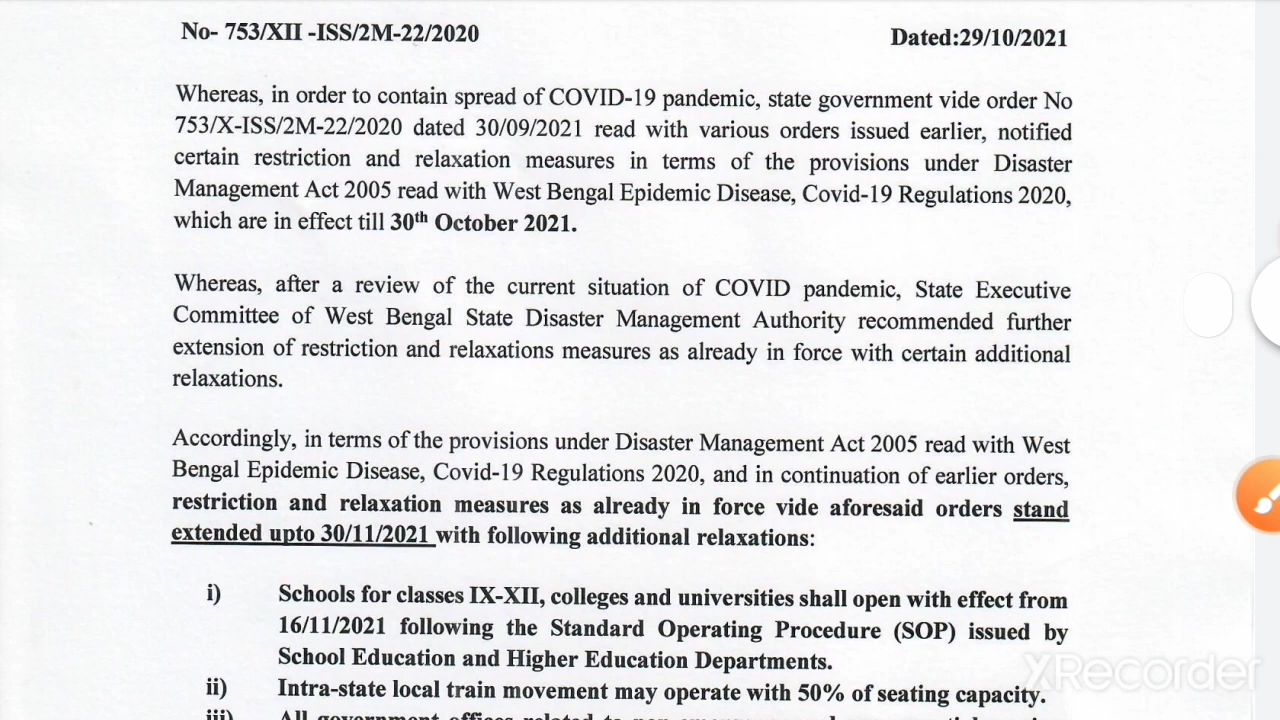 No- 753/XII -ISS/2M-22/2020 Dated:29/10/2021
Whereas, in order to contain spread of COVID-19 pandemic, state government vide order No
753/X-ISS/2M-22/2020 dated 30/09/2021 read with various orders issued earlier, notified
certain restriction and relaxation measures in terms of the provisions under Disaster
Management Act 2005 read with West Bengal Epidemic Disease, Covid-19 Regulations 2020,
which are in effect till 30th October 2021.
Whereas, after a review of the current situation of COVID pandemic, State Executive
Committee of West Bengal State Disaster Management Authority recommended further
extension of restriction and relaxations measures as already in force with certain additional
relaxations.
Accordingly, in terms of the provisions under Disaster Management Act 2005 read with West
Bengal Epidemic Disease, Covid-19 Regulations 2020, and in continuation of earlier orders,
restriction and relaxation measures as already in force vide aforesaid orders stand
extended upto 30/11/2021 with following additional relaxations:
i) Schools for classes IX-XII, colleges and universities shall open with effect from
16/11/2021 following the Standard Operating Procedure (SOP) issued by
School Education and Higher Education Departments.
ii) Intra-state local train movement may operate with 50% of seating capacity.
iii) All government offices related to
XRecorder